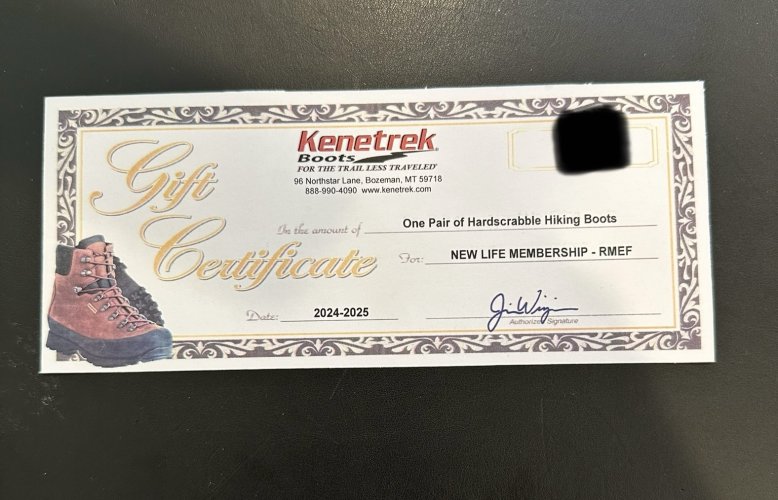 Gift
Certificate
Kenetrek
Boots
FOR THE TRAIL LESS TRAVELED
96 Northstar Lane, Bozeman, MT 59718
888-990-4090 www.kenetrek.com
In the amount of One Pair of Hardscrabble Hiking Boots
For: NEW LIFE MEMBERSHIP - RMEF
Date: 2024-2025
Authorized Signature